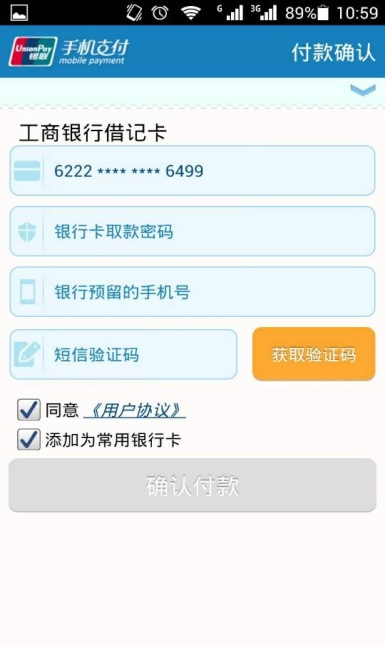 G 3G 89% 10:59
UnionPay 银联 手机支付 付款确认
mobile payment
工商银行借记卡
6222 **** **** 6499
银行卡取款密码
银行预留的手机号
短信验证码 获取验证码
同意 《用户协议》
添加为常用银行卡
确认付款